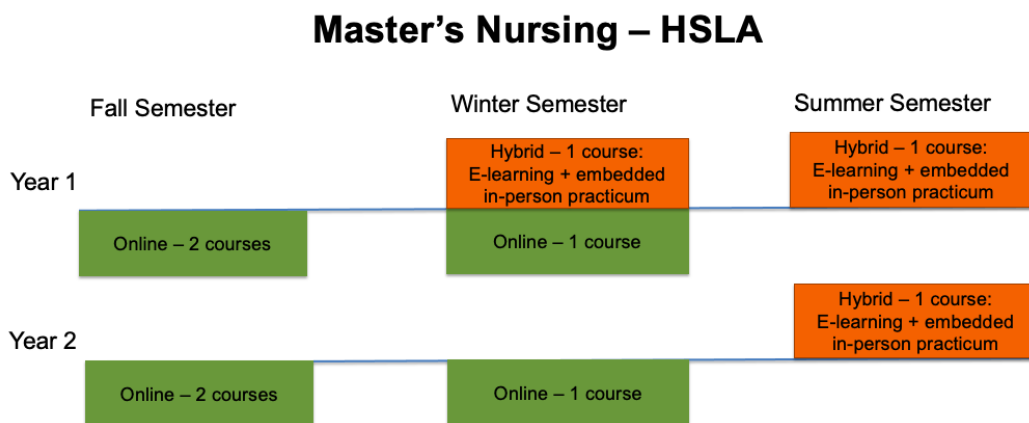 Master’s Nursing – HSLA
Fall Semester
Winter Semester
Summer Semester
Year 1
Hybrid – 1 course:
E-learning + embedded
in-person practicum
Hybrid – 1 course:
E-learning + embedded
in-person practicum
Online – 2 courses
Online – 1 course
Year 2
Hybrid – 1 course:
E-learning + embedded
in-person practicum
Online – 2 courses
Online – 1 course